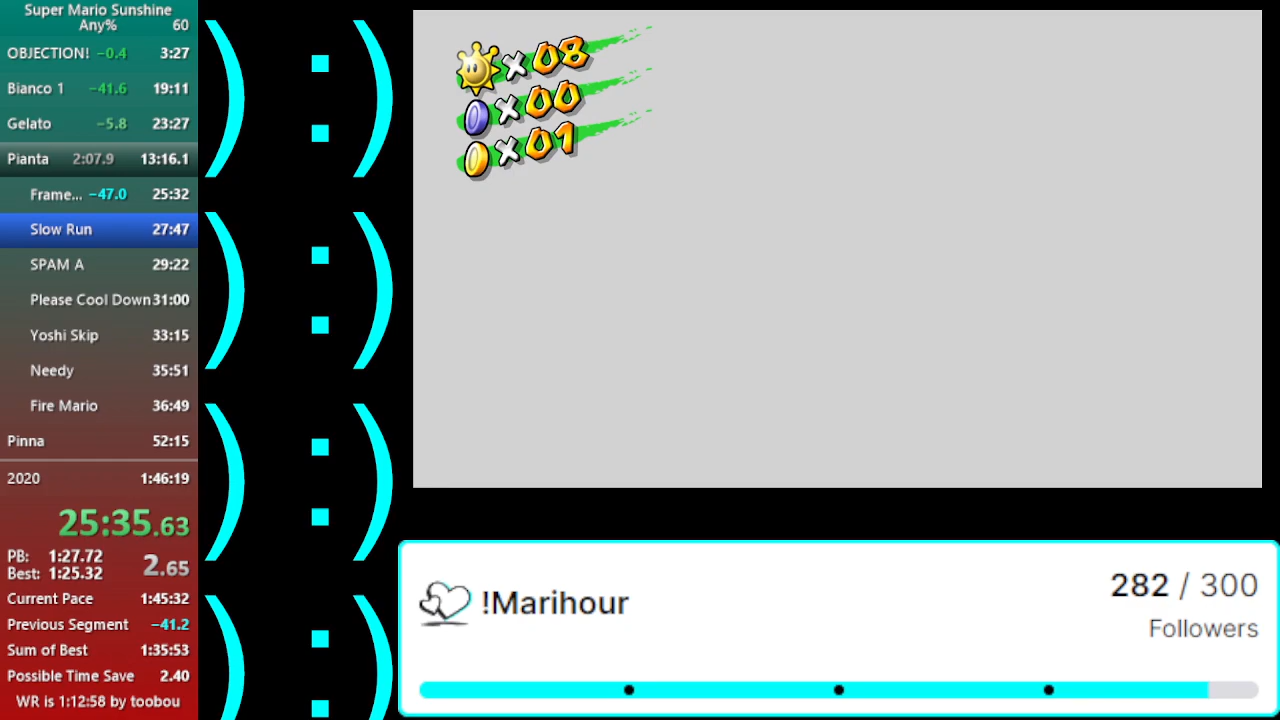 Super Mario Sunshine
Any% 60
OBJECTION! -0.4 3:27
Bianco 1 -41.6 19:11
Gelato -5.8 23:27
Pianta 2:07.9 13:16.1
Frame... -47.0 25:32
Slow Run 27:47
SPAM A 29:22
Please Cool Down 31:00
Yoshi Skip 33:15
Needy 35:51
Fire Mario 36:49
Pinna 52:15
2020 1:46:19
25:35.63
PB: 1:27.72
Best: 1:25.32
2.65
Current Pace 1:45:32
Previous Segment -41.2
Sum of Best 1:35:53
Possible Time Save 2.40
WR is 1:12:58 by toobou
) : )
) : )
) : )
) : )
×08
×00
×01
!Marihour
282 / 300
Followers